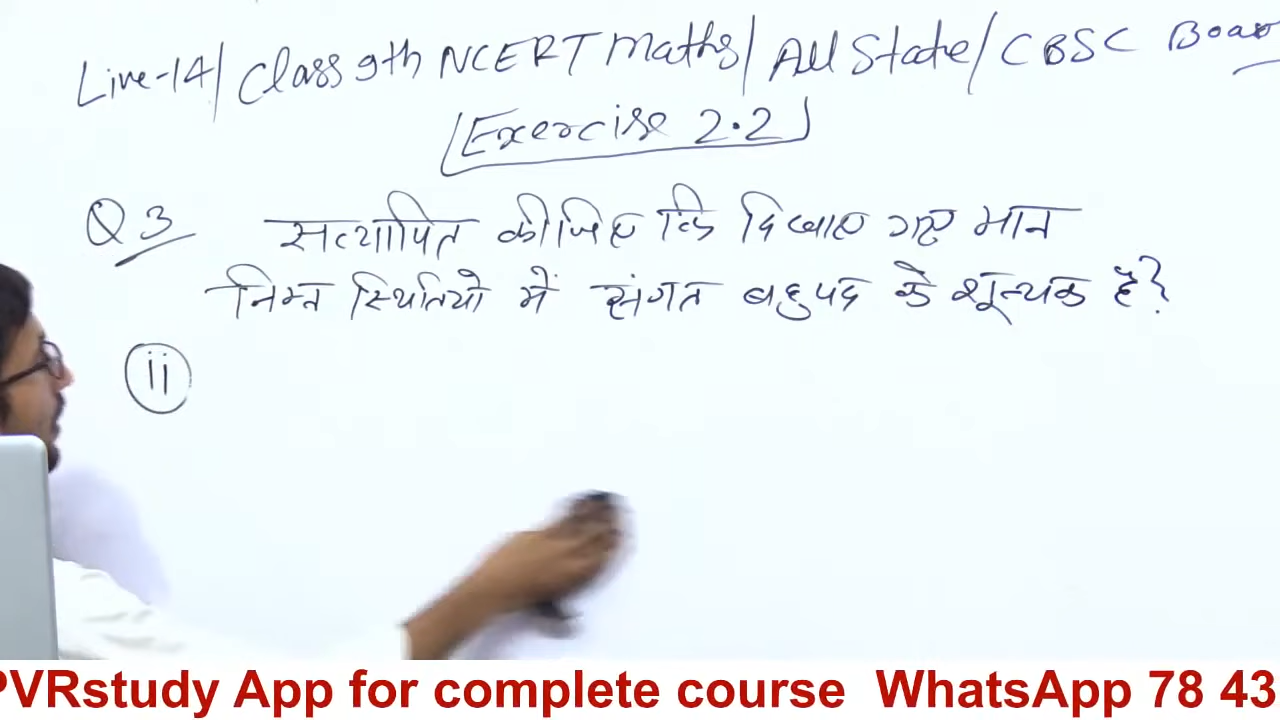 Live-14/ Class 9th NCERT Maths/ All State/ CBSC Boar
Exercise 2.2
Q 3 सत्यापित कीजिए कि दिखाए गए मान
निम्न स्थितियो में संगत बहुपद के शून्यक है?
ii
PVRstudy App for complete course WhatsApp 78 43